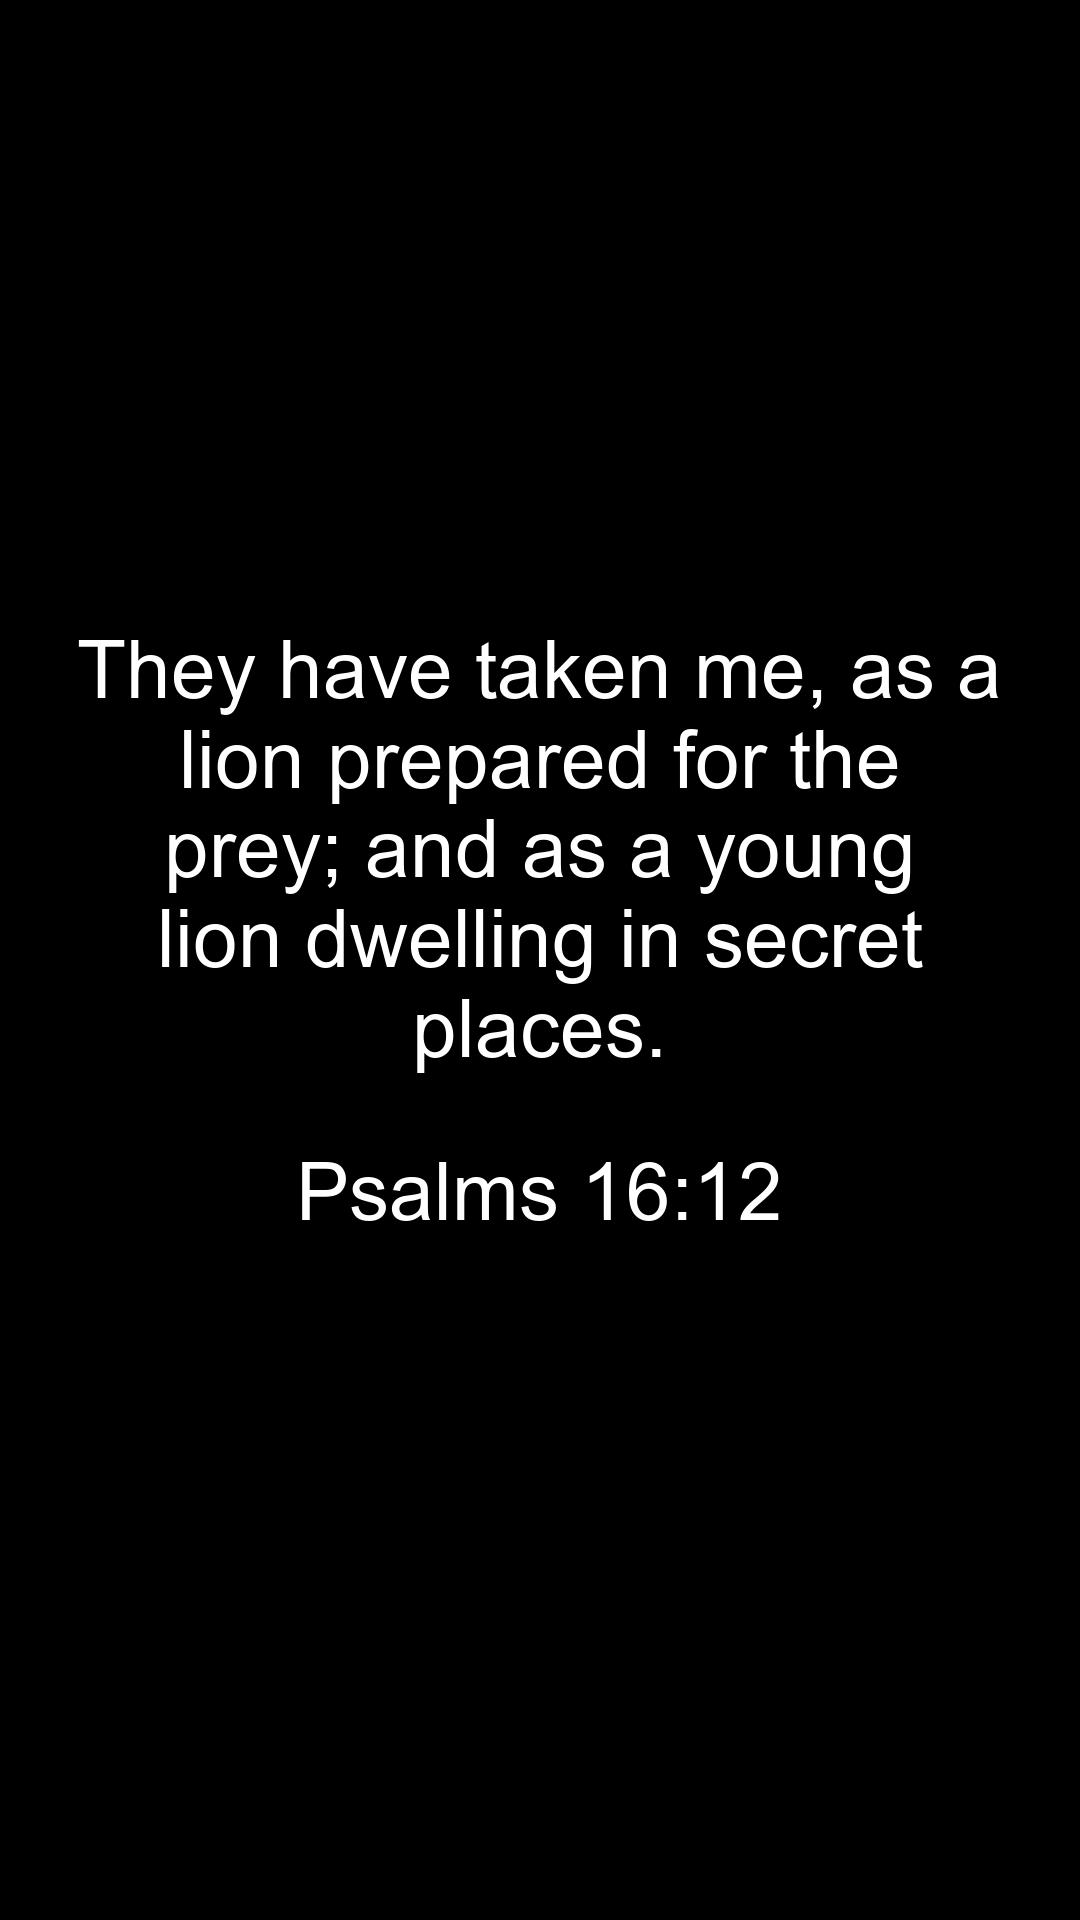 They have taken me, as a
lion prepared for the
prey; and as a young
lion dwelling in secret
places.
Psalms 16:12